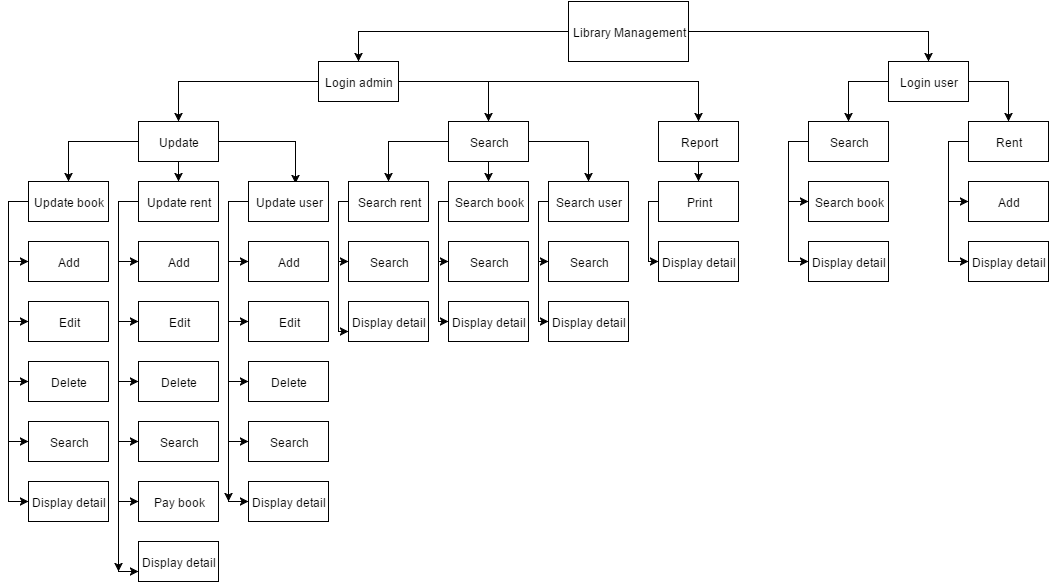 Library Management
Login admin
Login user
Update
Search
Report
Search
Rent
Update book
Update rent
Update user
Search rent
Search book
Search user
Print
Search book
Add
Add
Add
Add
Search
Search
Search
Display detail
Display detail
Display detail
Edit
Edit
Edit
Display detail
Display detail
Display detail
Delete
Delete
Delete
Search
Search
Search
Display detail
Pay book
Display detail
Display detail